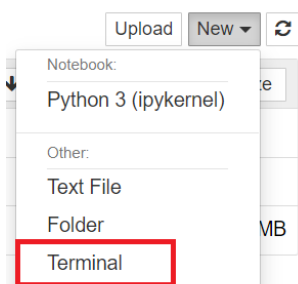 Upload New
Notebook:
Python 3 (ipykernel)
Other:
Text File
Folder
MB
Terminal